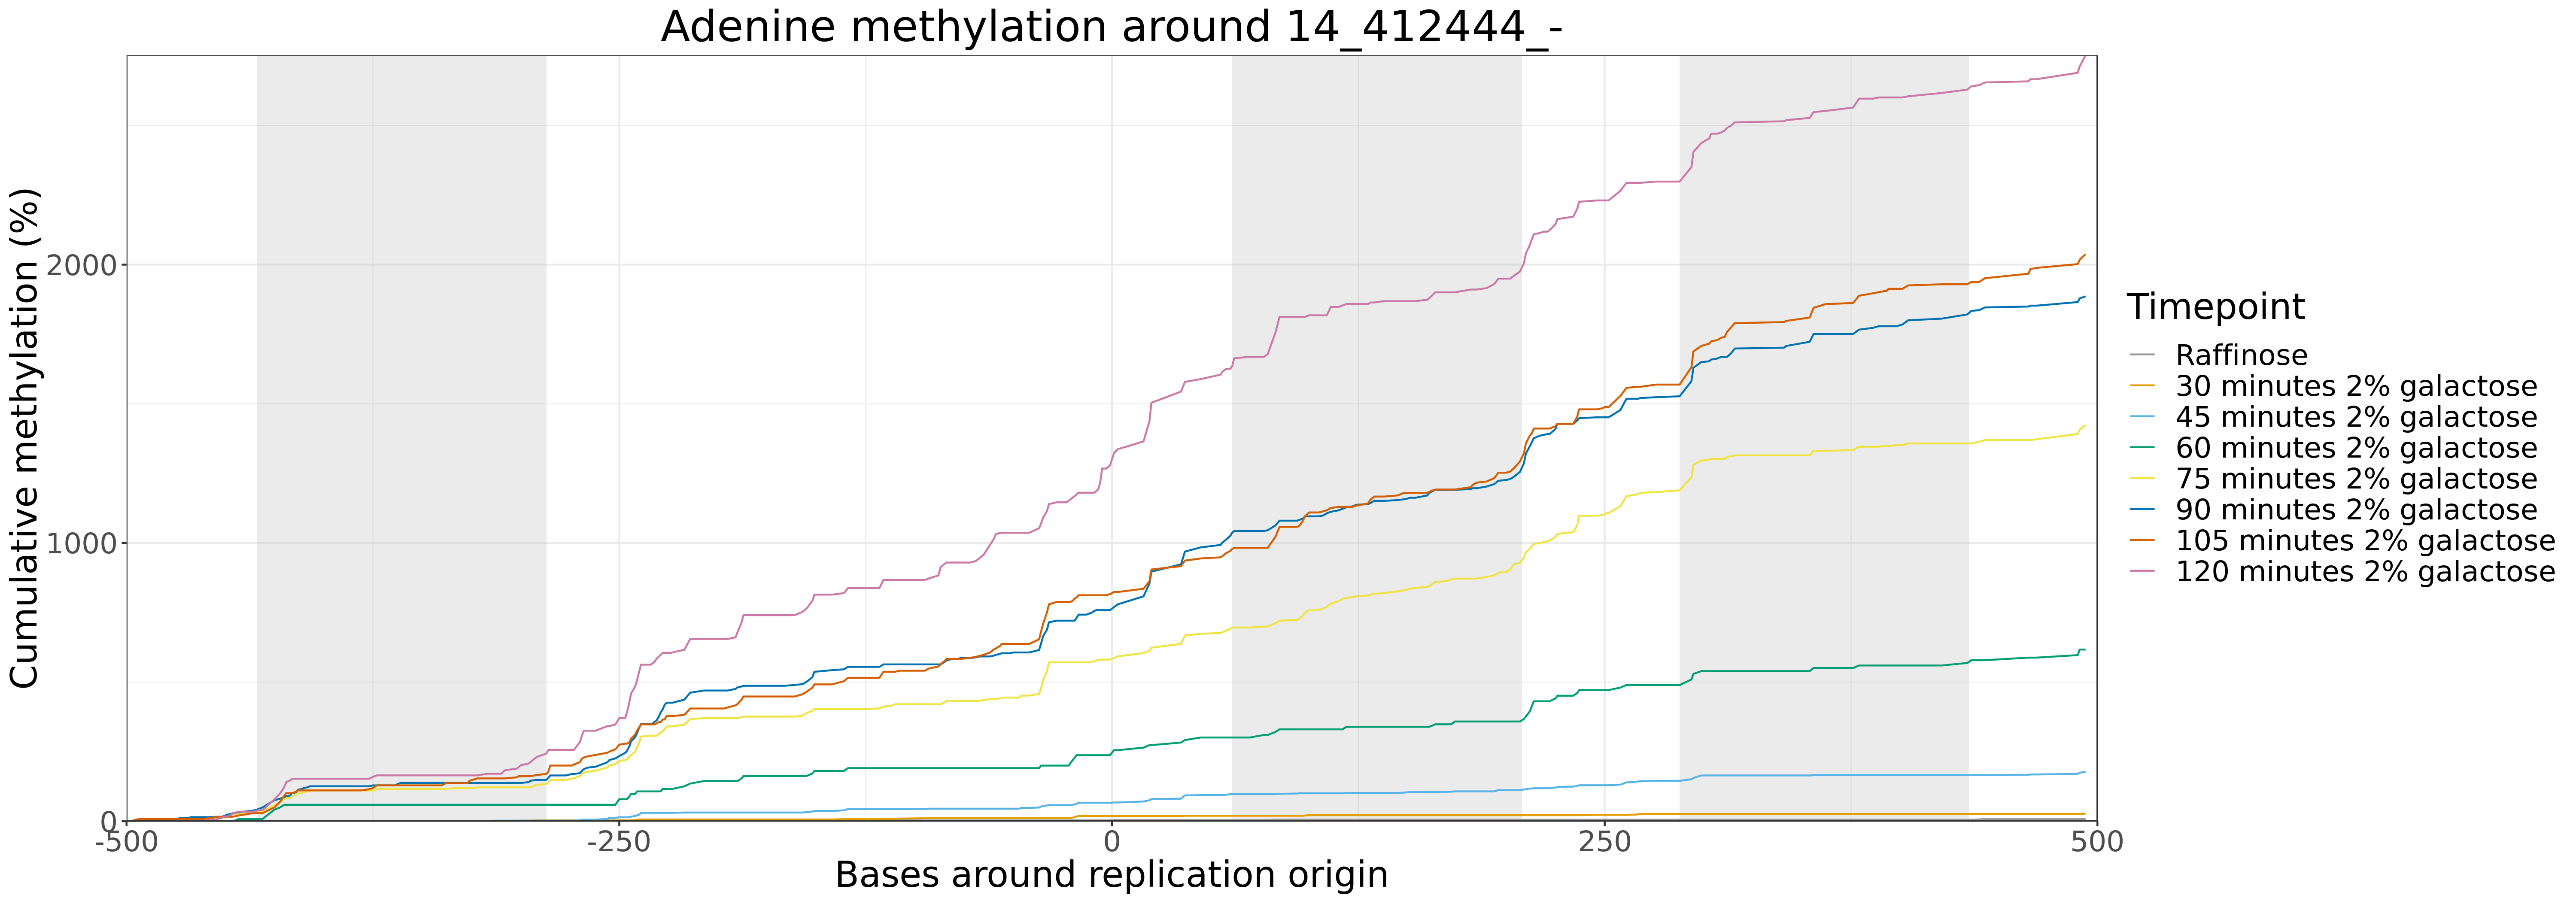 Adenine methylation around 14_412444_-
Cumulative methylation (%)
2000
1000
0
-500
-250
0
250
500
Bases around replication origin
Timepoint
Raffinose
30 minutes 2% galactose
45 minutes 2% galactose
60 minutes 2% galactose
75 minutes 2% galactose
90 minutes 2% galactose
105 minutes 2% galactose
120 minutes 2% galactose